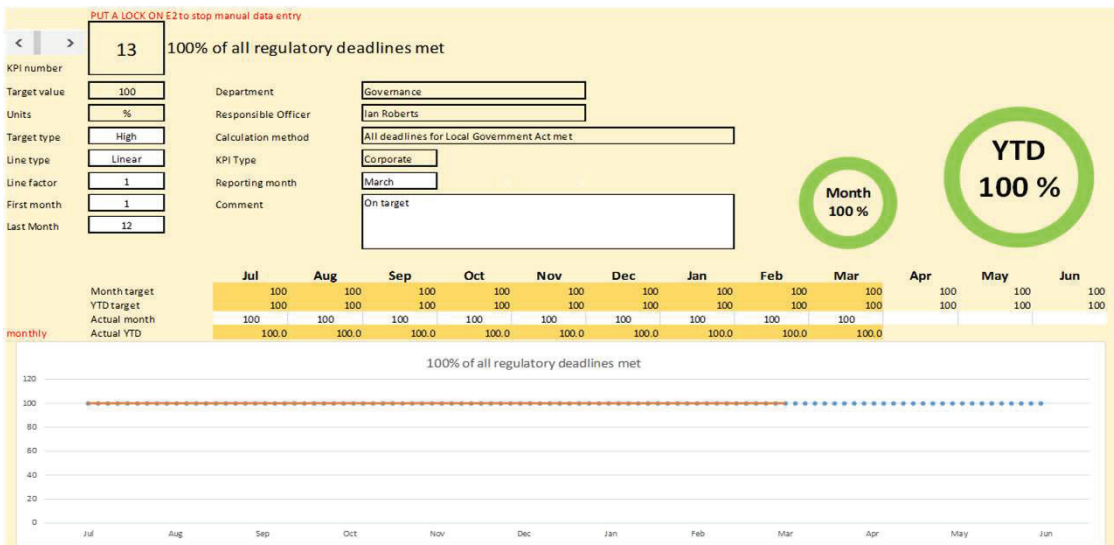 PUT A LOCK ON E2 to stop manual data entry
< >
KPI number
13
100% of all regulatory deadlines met
Target value 100 Department Governance
Units % Responsible Officer Ian Roberts
Target type High Calculation method All deadlines for Local Government Act met
Line type Linear KPI Type Corporate
Line factor 1 Reporting month March
First month 1 Comment On target
Last Month 12
Month
100 %
YTD
100 %
Jul Aug Sep Oct Nov Dec Jan Feb Mar Apr May Jun
Month target 100 100 100 100 100 100 100 100 100 100 100 100
YTD target 100 100 100 100 100 100 100 100 100 100 100 100
Actual month 100 100 100 100 100 100 100 100 100
monthly Actual YTD 100.0 100.0 100.0 100.0 100.0 100.0 100.0 100.0 100.0
100% of all regulatory deadlines met
120
100
80
60
40
20
0
Jul Aug Sep Oct Nov Dec Jan Feb Mar Apr May Jun